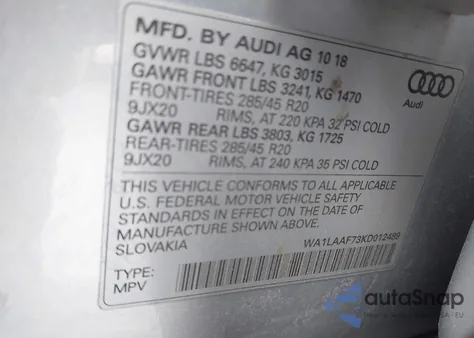 MFD. BY AUDI AG 10 18
GVWR LBS 6647, KG 3015
GAWR FRONT LBS 3241, KG 1470
FRONT-TIRES 285/45 R20
9JX20 RIMS, AT 220 KPA 32 PSI COLD
GAWR REAR LBS 3803, KG 1725
REAR-TIRES 285/45 R20
9JX20 RIMS, AT 240 KPA 35 PSI COLD
Audi
THIS VEHICLE CONFORMS TO ALL APPLICABLE
U.S. FEDERAL MOTOR VEHICLE SAFETY
STANDARDS IN EFFECT ON THE DATE OF
MANUFACTURE SHOWN ABOVE.
SLOVAKIA
WA1LAAF73KD012489
TYPE:
MPV
autoSnap